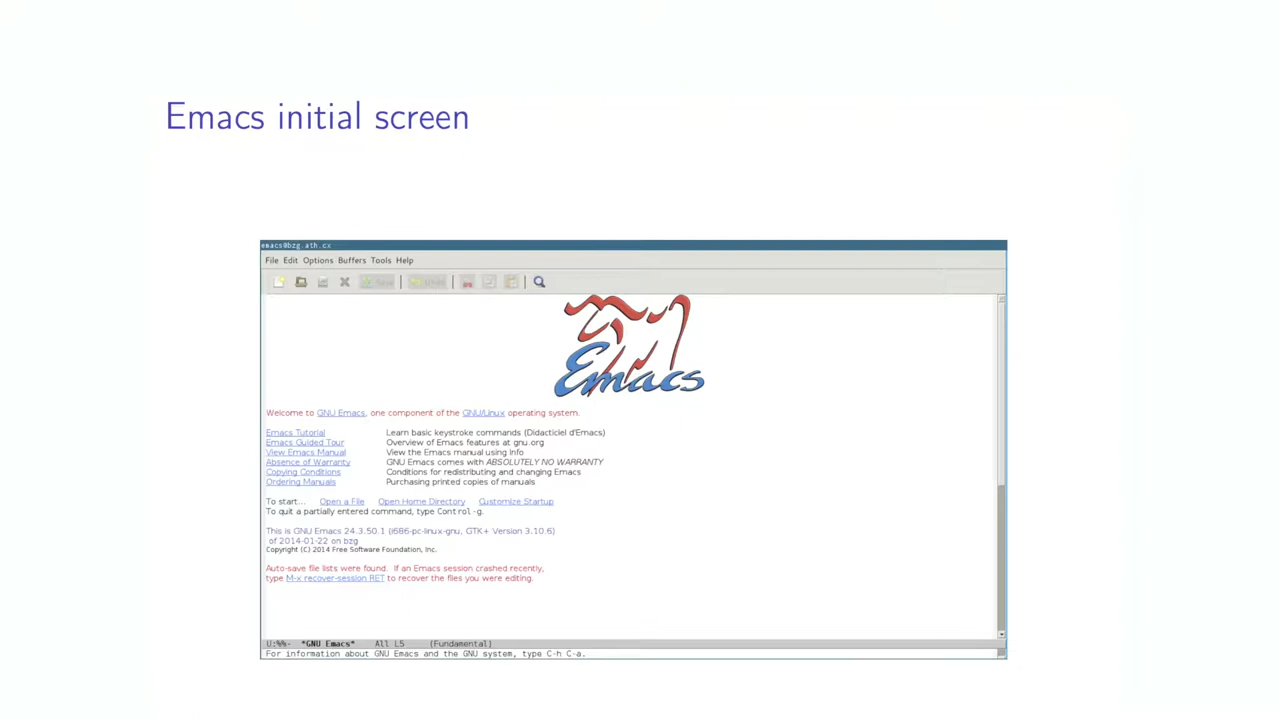 Emacs initial screen
emacs@bzg.ath.cx
File Edit Options Buffers Tools Help
Save Undo
Emacs
Welcome to GNU Emacs, one component of the GNU/Linux operating system.
Emacs Tutorial Learn basic keystroke commands (Didacticiel d'Emacs)
Emacs Guided Tour Overview of Emacs features at gnu.org
View Emacs Manual View the Emacs manual using Info
Absence of Warranty GNU Emacs comes with ABSOLUTELY NO WARRANTY
Copying Conditions Conditions for redistributing and changing Emacs
Ordering Manuals Purchasing printed copies of manuals
To start... Open a File Open Home Directory Customize Startup
To quit a partially entered command, type Control-g.
This is GNU Emacs 24.3.50.1 (i686-pc-linux-gnu, GTK+ Version 3.10.6)
of 2014-01-22 on bzg
Copyright (C) 2014 Free Software Foundation, Inc.
Auto-save file lists were found. If an Emacs session crashed recently,
type M-x recover-session RET to recover the files you were editing.
U:%%- *GNU Emacs* All L5 (Fundamental)
For information about GNU Emacs and the GNU system, type C-h C-a.